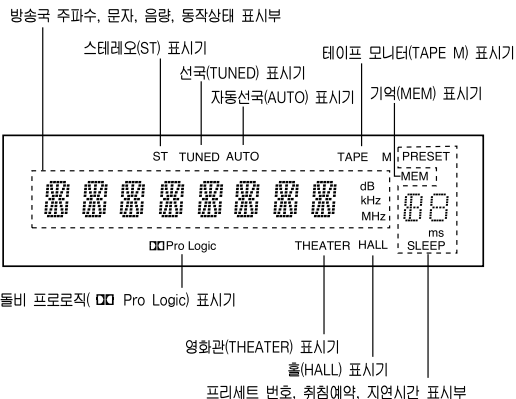 방송국 주파수, 문자, 음량, 동작상태 표시부
스테레오(ST) 표시기
테이프 모니터(TAPE M) 표시기
선국(TUNED) 표시기
자동선국(AUTO) 표시기
기억(MEM) 표시기
ST TUNED AUTO TAPE M PRESET
MEM
dB
kHz
MHz
ms
Pro Logic THEATER HALL SLEEP
돌비 프로로직( Pro Logic) 표시기
영화관(THEATER) 표시기
홀(HALL) 표시기
프리세트 번호, 취침예약, 지연시간 표시부